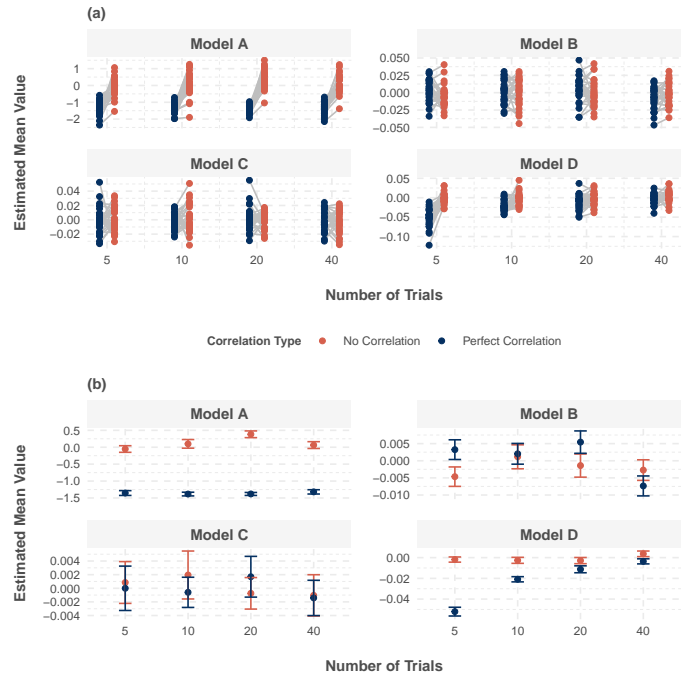 (a)
Model A
Model B
Estimated Mean Value
1
0
−1
−2
0.050
0.025
0.000
−0.025
−0.050
Model C
Model D
0.04
0.02
0.00
−0.02
0.05
0.00
−0.05
−0.10
5 10 20 40
5 10 20 40
Number of Trials
Correlation Type No Correlation Perfect Correlation
(b)
Model A
Model B
Estimated Mean Value
0.5
0.0
−0.5
−1.0
−1.5
0.005
0.000
−0.005
−0.010
Model C
Model D
0.004
0.002
0.000
−0.002
−0.004
0.00
−0.02
−0.04
5 10 20 40
5 10 20 40
Number of Trials